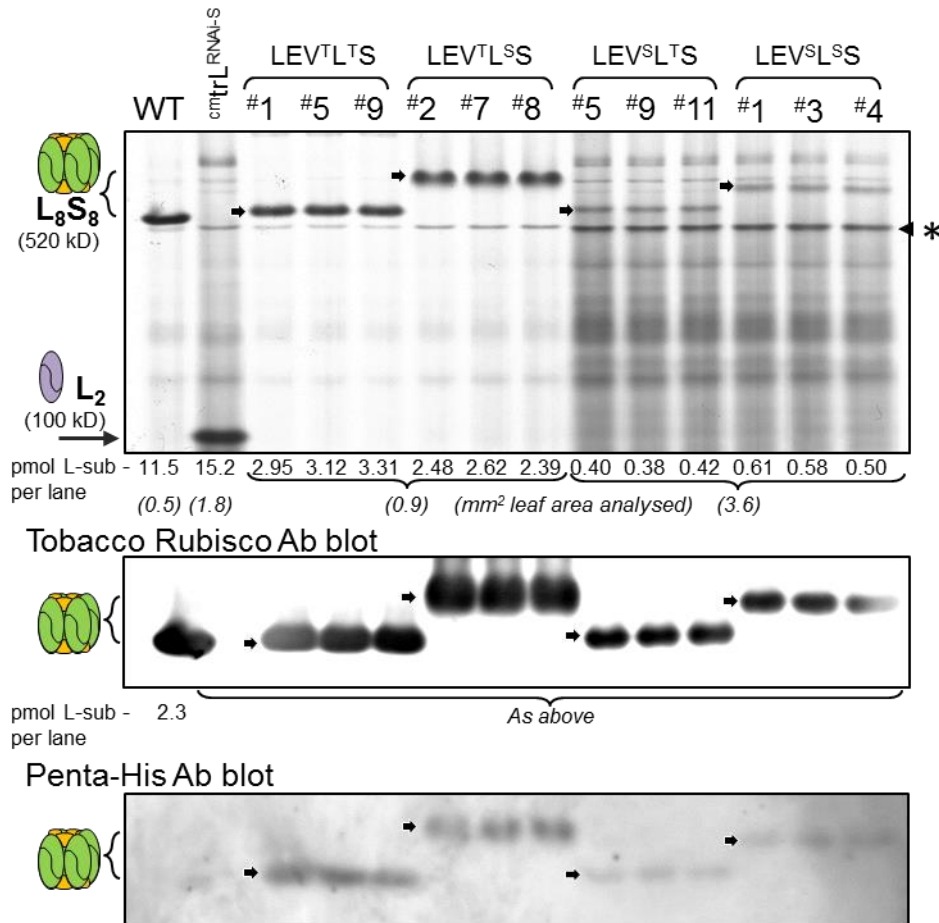 LEVᵀLᵀS LEVᵀLˢS LEVˢLᵀS LEVˢLˢS
WT ᶜᵐtrLᴿᴺᴬⁱ⁻ˢ #1 #5 #9 #2 #7 #8 #5 #9 #11 #1 #3 #4
L₈S₈
(520 kD)
*
L₂
(100 kD)
pmol L-sub - 11.5 15.2 2.95 3.12 3.31 2.48 2.62 2.39 0.40 0.38 0.42 0.61 0.58 0.50
per lane
(0.5) (1.8) (0.9) (mm² leaf area analysed) (3.6)
Tobacco Rubisco Ab blot
pmol L-sub - 2.3 As above
per lane
Penta-His Ab blot